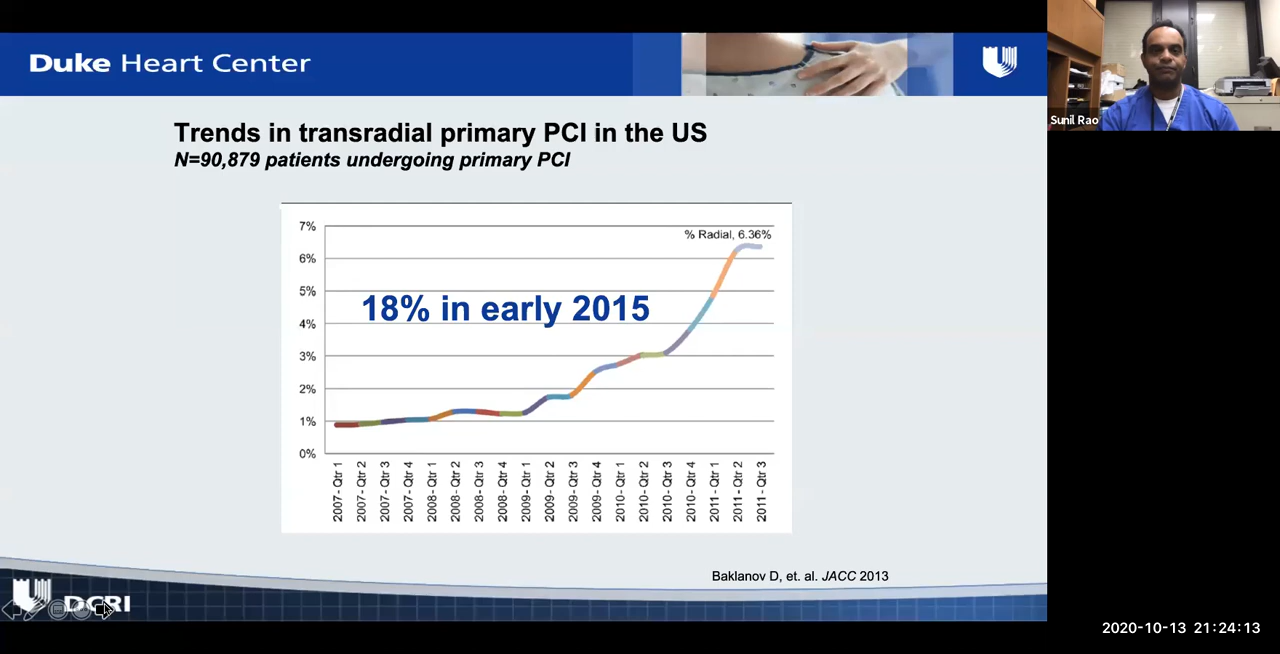 Duke Heart Center
Sunil Rao
Trends in transradial primary PCI in the US
N=90,879 patients undergoing primary PCI
7%
% Radial, 6.36%
6%
5%
18% in early 2015
4%
3%
2%
1%
0%
2007 - Qtr 1
2007 - Qtr 2
2007 - Qtr 3
2007 - Qtr 4
2008 - Qtr 1
2008 - Qtr 2
2008 - Qtr 3
2008 - Qtr 4
2009 - Qtr 1
2009 - Qtr 2
2009 - Qtr 3
2009 - Qtr 4
2010 - Qtr 1
2010 - Qtr 2
2010 - Qtr 3
2010 - Qtr 4
2011 - Qtr 1
2011 - Qtr 2
2011 - Qtr 3
Baklanov D, et. al. JACC 2013
DCRI
2020-10-13 21:24:13